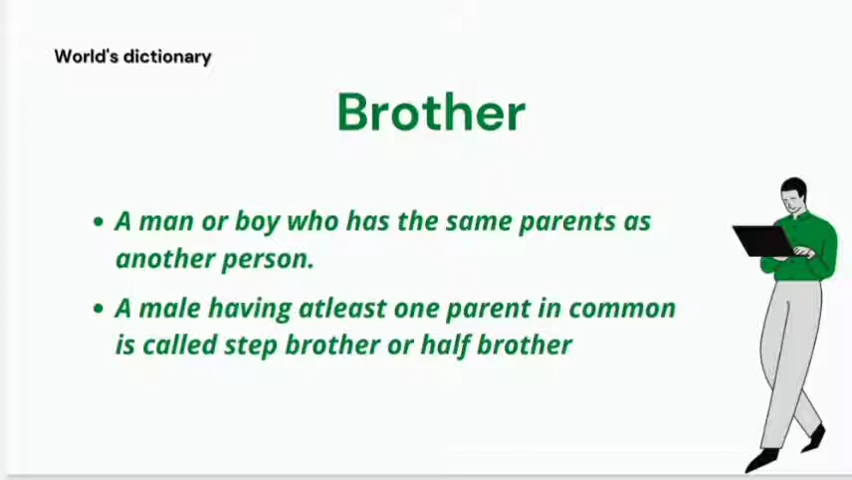 World's dictionary
Brother
• A man or boy who has the same parents as
another person.
• A male having atleast one parent in common
is called step brother or half brother